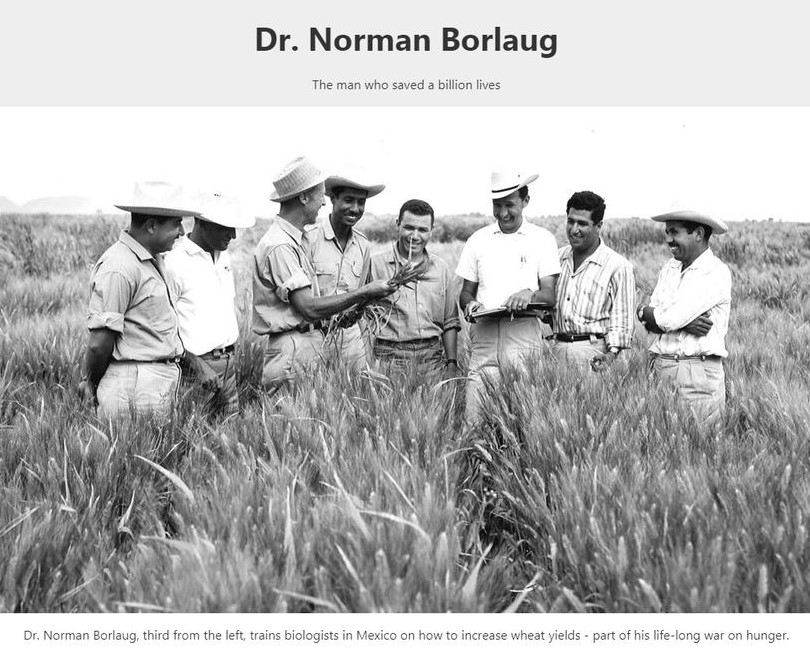 Dr. Norman Borlaug
The man who saved a billion lives
Dr. Norman Borlaug, third from the left, trains biologists in Mexico on how to increase wheat yields - part of his life-long war on hunger.